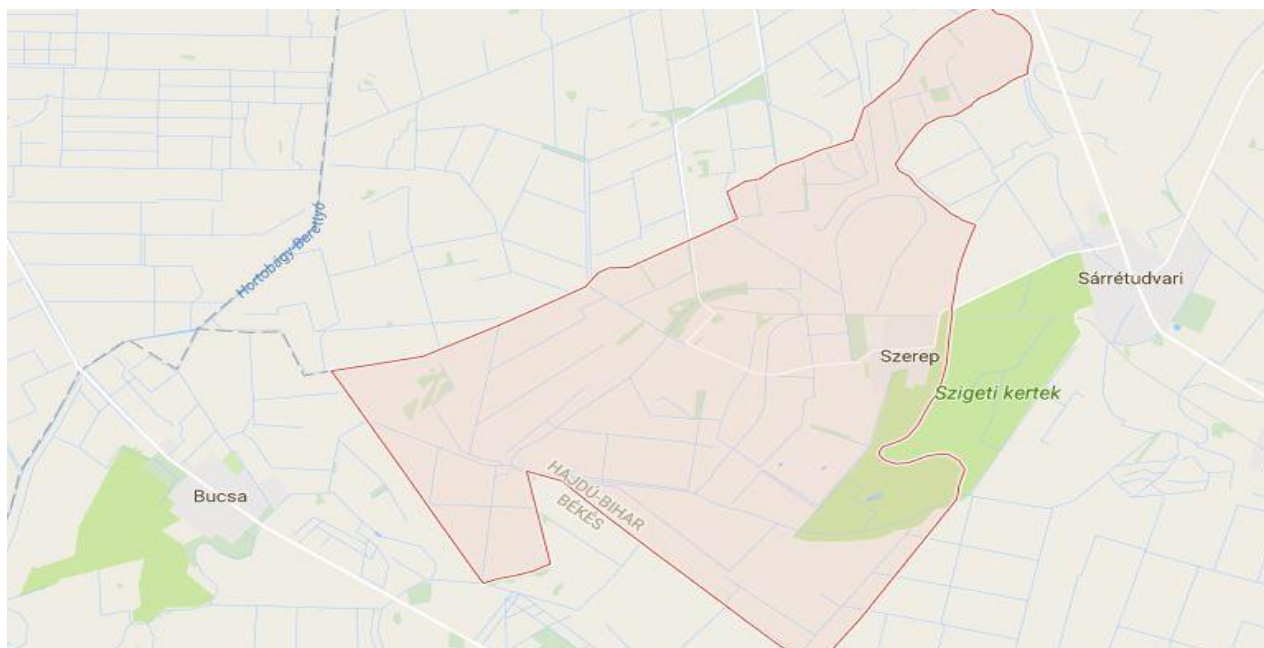 Hortobágy Berettyó
Sárrétudvari
Szerep
Szigeti kertek
HAJDÚ-BIHAR
BÉKÉS
Bucsa